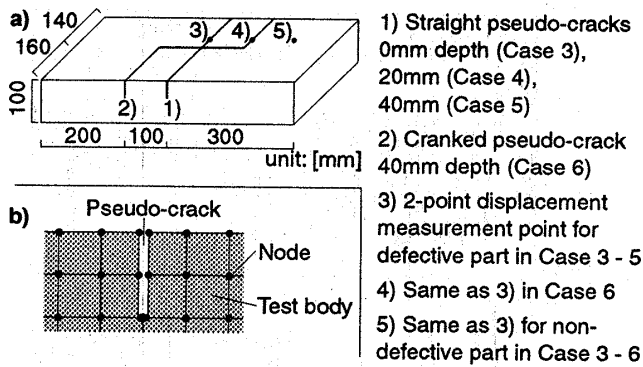 a)
140
160
100
3)
4)
5)
2)
1)
200
100
300
unit: [mm]
b)
Pseudo-crack
Node
Test body
1) Straight pseudo-cracks
0mm depth (Case 3),
20mm (Case 4),
40mm (Case 5)
2) Cranked pseudo-crack
40mm depth (Case 6)
3) 2-point displacement
measurement point for
defective part in Case 3 - 5
4) Same as 3) in Case 6
5) Same as 3) for non-
defective part in Case 3 - 6